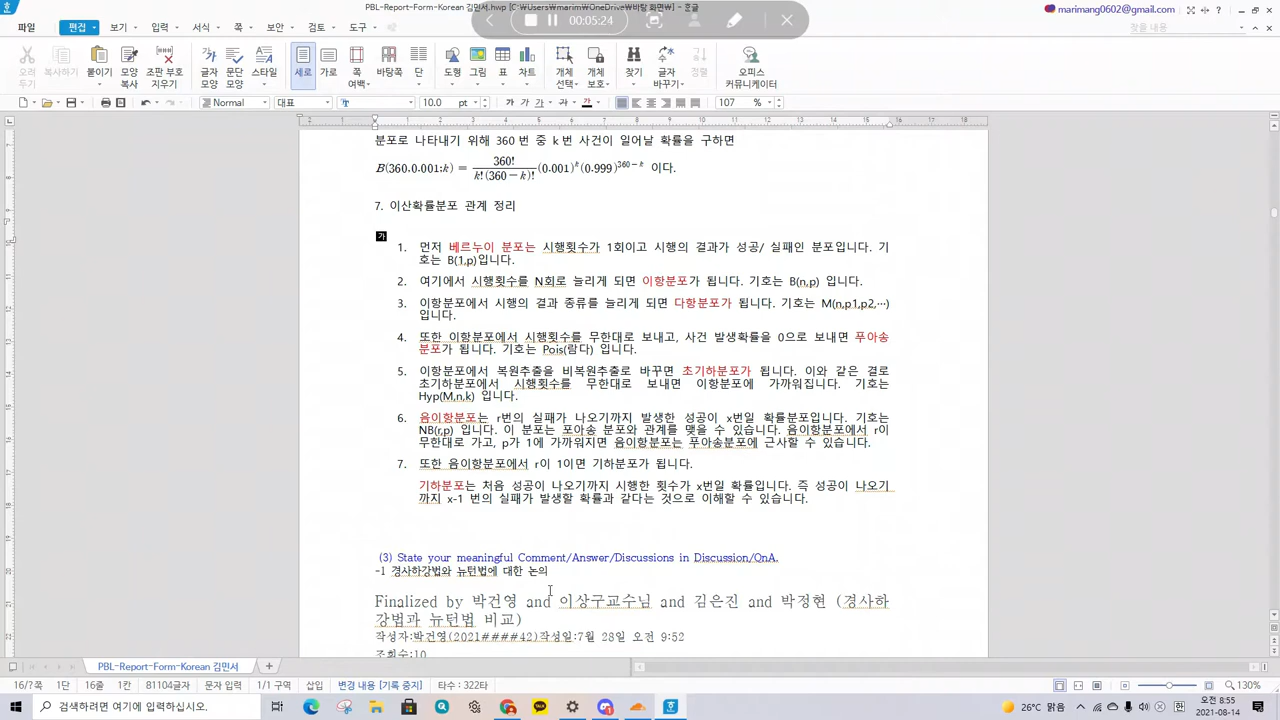 PBL-Report-Form-Korean 김민서.hwp [C:\Users\marim\OneDrive\바탕 화면\] - 한글
marimang0602@gmail.com
00:05:24
파일 편집 보기 입력 서식 쪽 보안 검토 도구
찾을 내용
오려 두기 복사하기 붙이기 모양 복사 조판 부호 지우기 글자 모양 문단 모양 스타일 세로 가로 쪽 여백 바탕쪽 단 도형 그림 표 차트 개체 선택 개체 보호 찾기 글자 바꾸기 정렬 오피스 커뮤니케이터
Normal 대표 10.0 pt 가 가 가 가 가 107 %
분포로 나타내기 위해 360번 중 k번 사건이 일어날 확률을 구하면
B(360,0.001:k) = 360! / k!(360-k)! (0.001)^k (0.999)^360-k 이다.
7. 이산확률분포 관계 정리
가
1. 먼저 베르누이 분포는 시행횟수가 1회이고 시행의 결과가 성공/ 실패인 분포입니다. 기
호는 B(1,p)입니다.
2. 여기에서 시행횟수를 N회로 늘리게 되면 이항분포가 됩니다. 기호는 B(n,p) 입니다.
3. 이항분포에서 시행의 결과 종류를 늘리게 되면 다항분포가 됩니다. 기호는 M(n,p1,p2,…)
입니다.
4. 또한 이항분포에서 시행횟수를 무한대로 보내고, 사건 발생확률을 0으로 보내면 푸아송
분포가 됩니다. 기호는 Pois(람다) 입니다.
5. 이항분포에서 복원추출을 비복원추출로 바꾸면 초기하분포가 됩니다. 이와 같은 결로
초기하분포에서 시행횟수를 무한대로 보내면 이항분포에 가까워집니다. 기호는
Hyp(M,n,k) 입니다.
6. 음이항분포는 r번의 실패가 나오기까지 발생한 성공이 x번일 확률분포입니다. 기호는
NB(r,p) 입니다. 이 분포는 포아송 분포와 관계를 맺을 수 있습니다. 음이항분포에서 r이
무한대로 가고, p가 1에 가까워지면 음이항분포는 푸아송분포에 근사할 수 있습니다.
7. 또한 음이항분포에서 r이 1이면 기하분포가 됩니다.
기하분포는 처음 성공이 나오기까지 시행한 횟수가 x번일 확률입니다. 즉 성공이 나오기
까지 x-1 번의 실패가 발생할 확률과 같다는 것으로 이해할 수 있습니다.
(3) State your meaningful Comment/Answer/Discussions in Discussion/QnA.
-1 경사하강법와 뉴턴법에 대한 논의
Finalized by 박건영 and 이상구교수님 and 김은진 and 박정현 (경사하
강법과 뉴턴법 비교)
작성자:박건영(2021####42)작성일:7월 28일 오전 9:52
조회수:10
PBL-Report-Form-Korean 김민서
16/?쪽 1단 16줄 1칸 81104글자 문자 입력 1/1 구역 삽입 변경 내용 [기록 중지] 타수 : 322타 130%
검색하려면 여기에 입력하십시오.
26°C 맑음
오전 8:55
2021-08-14